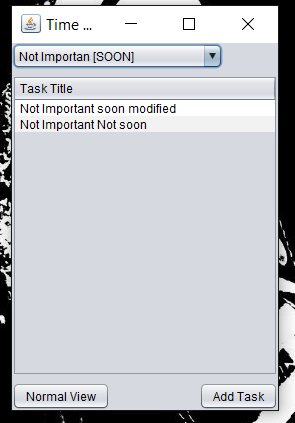 Time ...
Not Importan [SOON]
Task Title
Not Important soon modified
Not Important Not soon
Normal View
Add Task